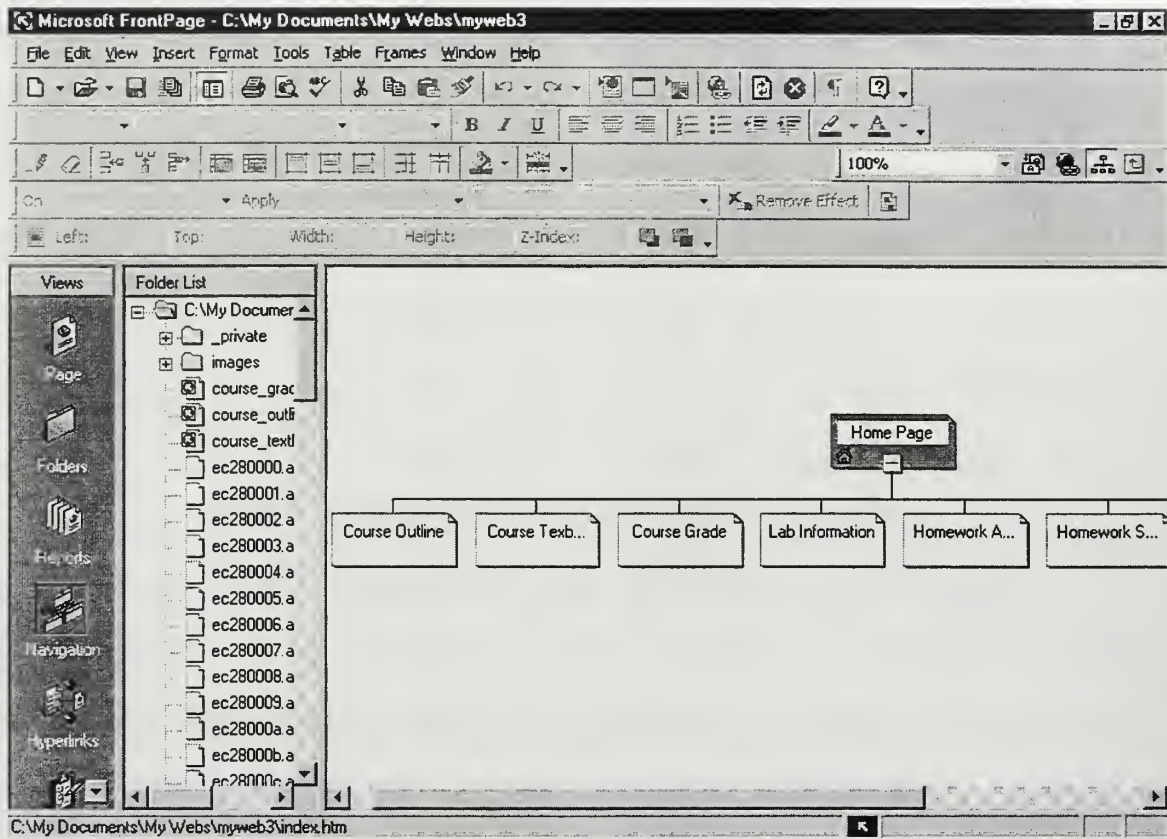 Microsoft FrontPage - C:\My Documents\My Webs\myweb3
File Edit View Insert Format Tools Table Frames Window Help
B I U A
100%
On Apply Remove Effect
Left: Top: Width: Height: Z-Index:
Views
Page
Folders
Reports
Navigation
Hyperlinks
Folder List
C:\My Documer
_private
images
course_grac
course_outli
course_textl
ec280000.a
ec280001.a
ec280002.a
ec280003.a
ec280004.a
ec280005.a
ec280006.a
ec280007.a
ec280008.a
ec280009.a
ec28000a.a
ec28000b.a
ec28000c.a
Home Page
Course Outline Course Texb... Course Grade Lab Information Homework A... Homework S...
C:\My Documents\My Webs\myweb3\index.htm